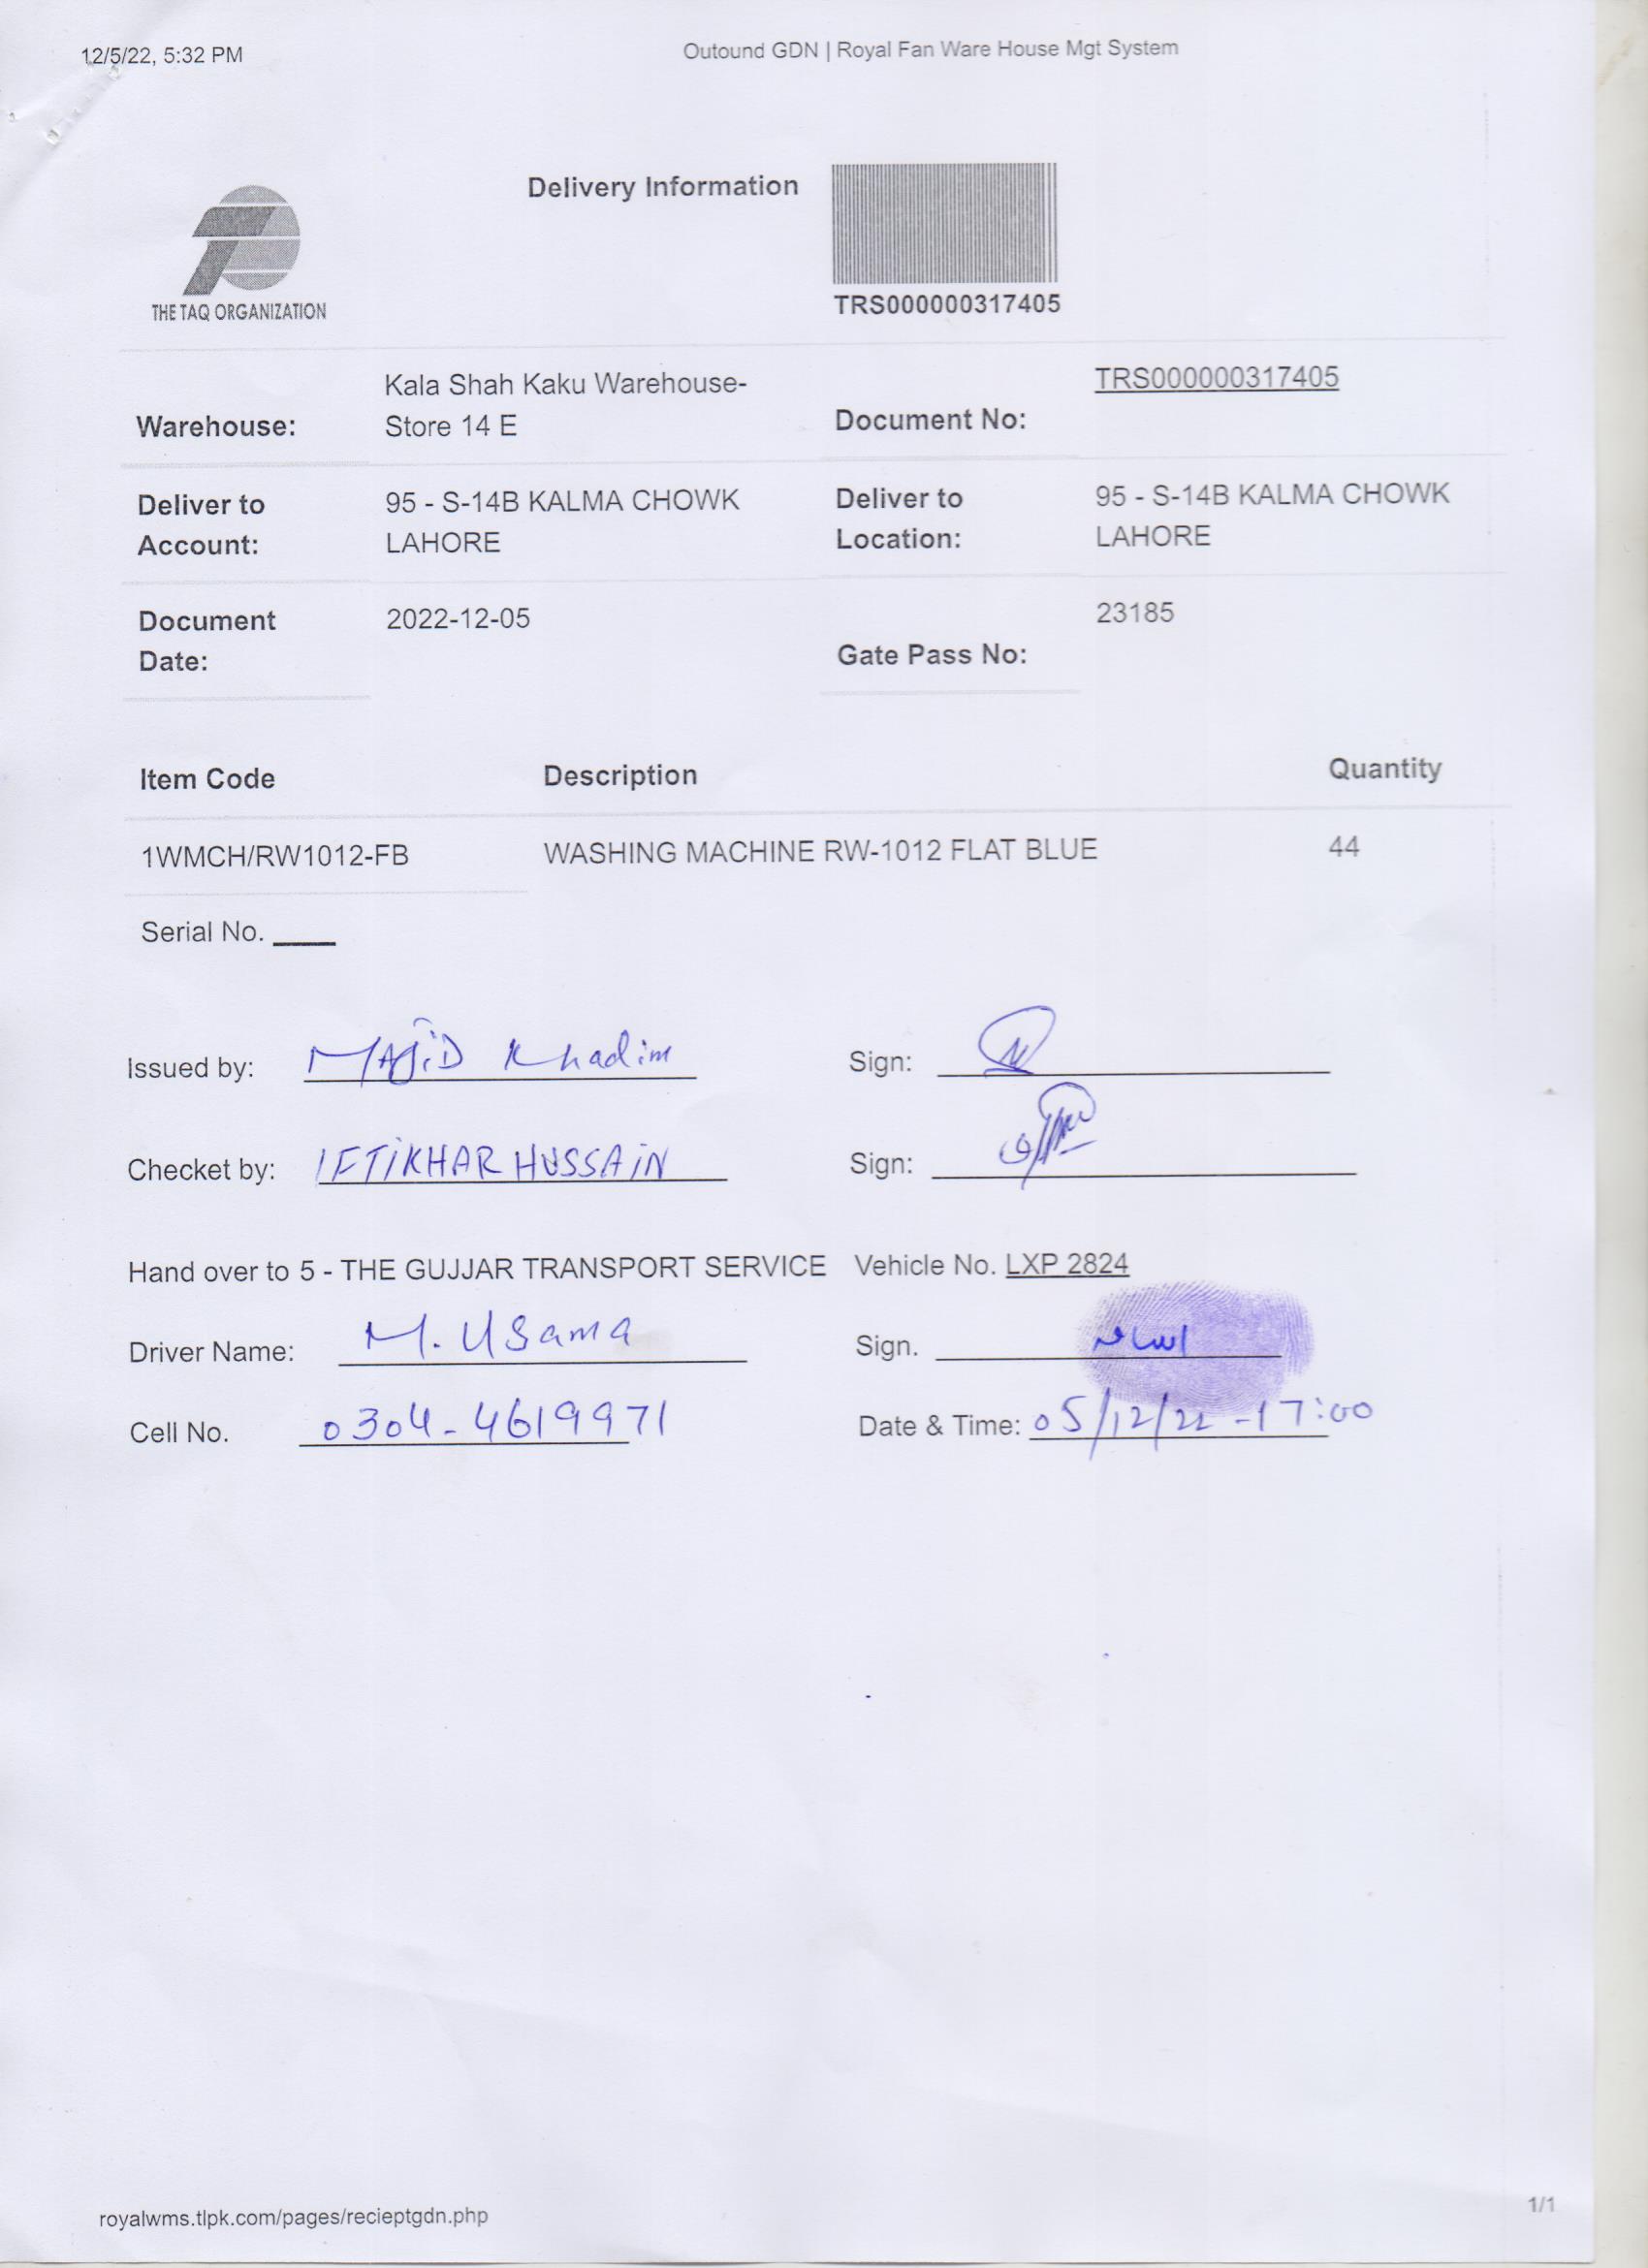 12/5/22, 5:32 PM
Outound GDN | Royal Fan Ware House Mgt System
THE TAQ ORGANIZATION
Delivery Information
TRS000000317405
Warehouse: Kala Shah Kaku Warehouse-
Store 14 E
Document No: TRS000000317405
Deliver to
Account: 95 - S-14B KALMA CHOWK
LAHORE
Deliver to
Location: 95 - S-14B KALMA CHOWK
LAHORE
Document
Date: 2022-12-05
Gate Pass No: 23185
Item Code Description Quantity
1WMCH/RW1012-FB WASHING MACHINE RW-1012 FLAT BLUE 44
Serial No. ____
Issued by: MAJiD Khadim Sign:
Checket by: IFTiKHAR HUSSAiN Sign:
Hand over to 5 - THE GUJJAR TRANSPORT SERVICE Vehicle No. LXP 2824
Driver Name: M. Usama Sign. اسامہ
Cell No. 0304-4619971 Date & Time: 05/12/22-17:00
royalwms.tlpk.com/pages/recieptgdn.php
1/1